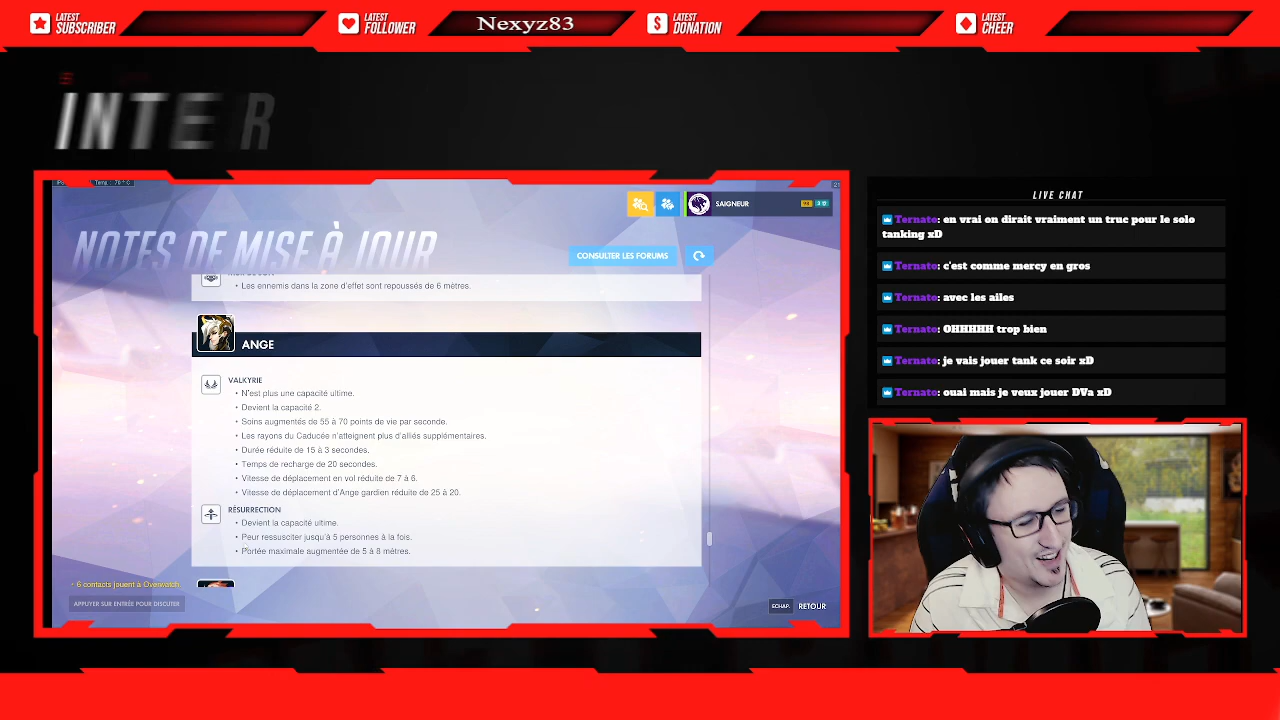 LATEST
SUBSCRIBER
LATEST
FOLLOWER
Nexyz83
LATEST
DONATION
LATEST
CHEER
INTER
SAIGNEUR
NOTES DE MISE À JOUR
CONSULTER LES FORUMS
• Les ennemis dans la zone d'effet sont repoussés de 6 mètres.
ANGE
VALKYRIE
• N'est plus une capacité ultime.
• Devient la capacité 2.
• Soins augmentés de 55 à 70 points de vie par seconde.
• Les rayons du Caducée n'atteignent plus d'alliés supplémentaires.
• Durée réduite de 15 à 3 secondes.
• Temps de recharge de 20 secondes.
• Vitesse de déplacement en vol réduite de 7 à 6.
• Vitesse de déplacement d'Ange gardien réduite de 25 à 20.
RÉSURRECTION
• Devient la capacité ultime.
• Peur ressusciter jusqu'à 5 personnes à la fois.
• Portée maximale augmentée de 5 à 8 mètres.
• 6 contacts jouent à Overwatch
APPUYER SUR ENTRÉE POUR DISCUTER
ECHAP.
RETOUR
LIVE CHAT
Ternato: en vrai on dirait vraiment un truc pour le solo
tanking xD
Ternato: c'est comme mercy en gros
Ternato: avec les ailes
Ternato: OHHHHH trop bien
Ternato: je vais jouer tank ce soir xD
Ternato: ouai mais je veux jouer DVa xD